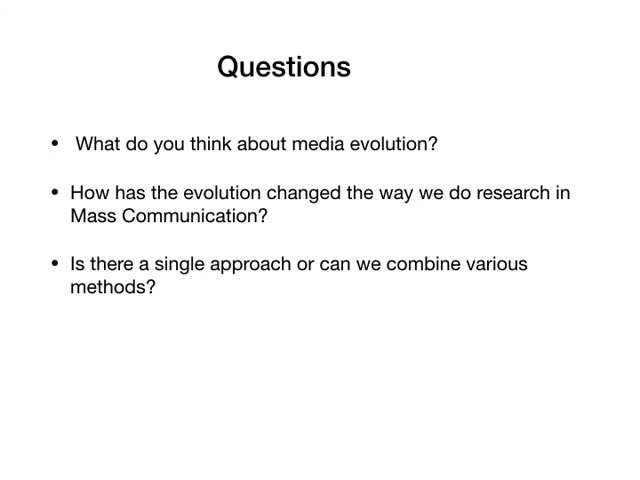 Questions
• What do you think about media evolution?
• How has the evolution changed the way we do research in
Mass Communication?
• Is there a single approach or can we combine various
methods?